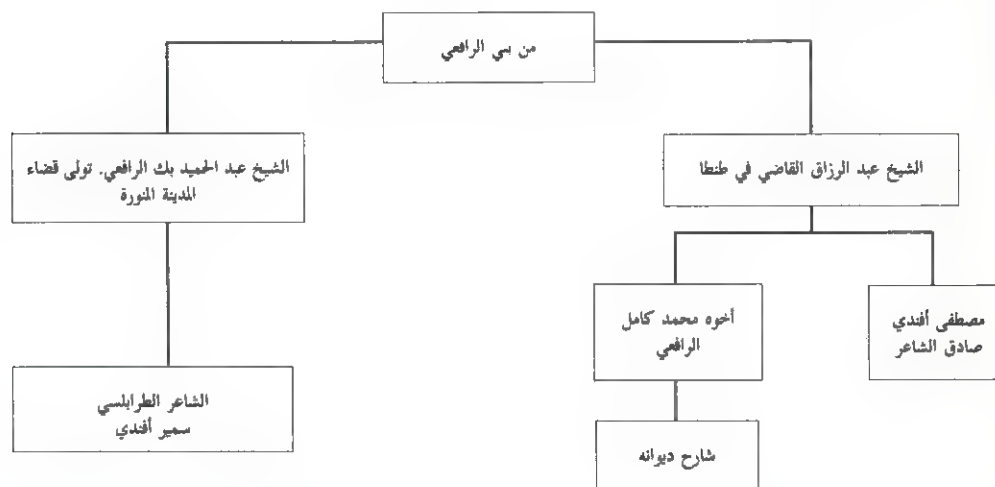 من بني الرافعي
الشيخ عبد الرزاق القاضي في طنطا
الشيخ عبد الحميد بك الرافعي. تولى قضاء
المدينة المنورة
مصطفى أفندي
صادق الشاعر
أخوه محمد كامل
الرافعي
شارح ديوانه
الشاعر الطرابلسي
سمير أفندي